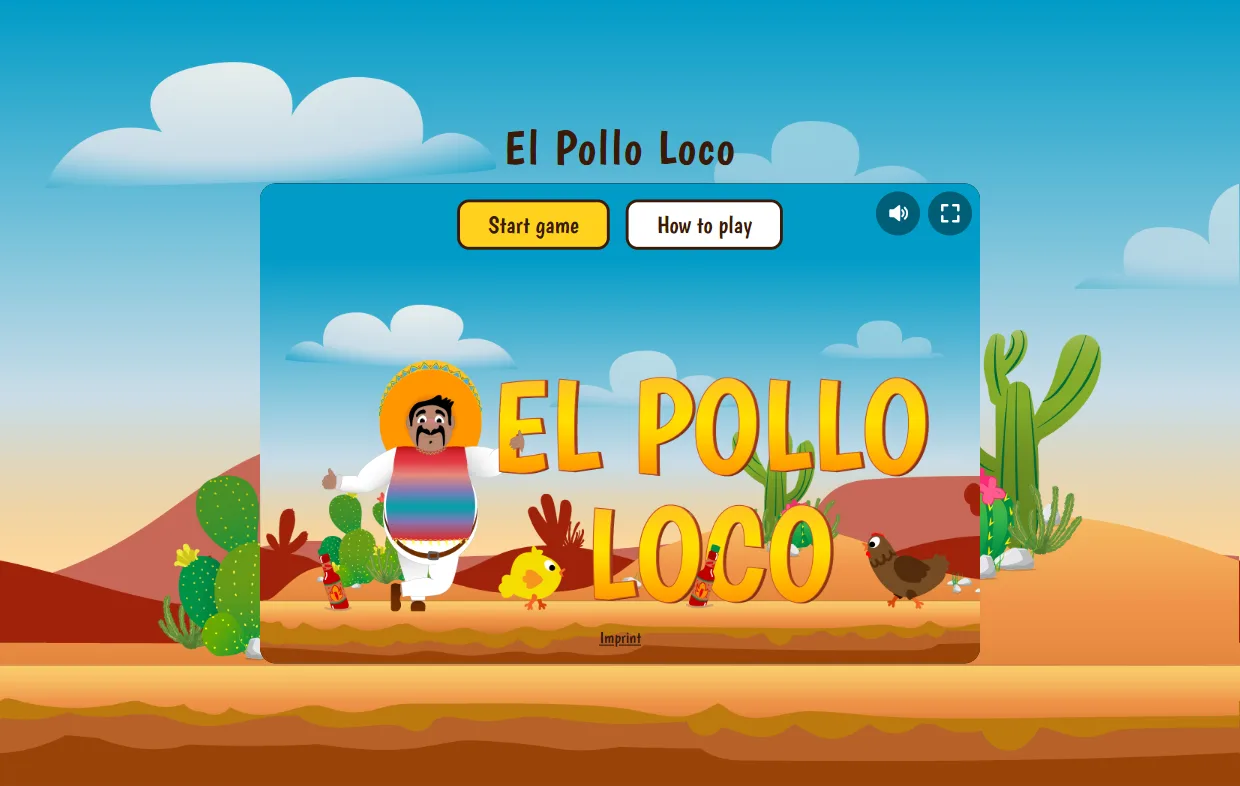 El Pollo Loco
Start game
How to play
EL POLLO
LOCO
Imprint